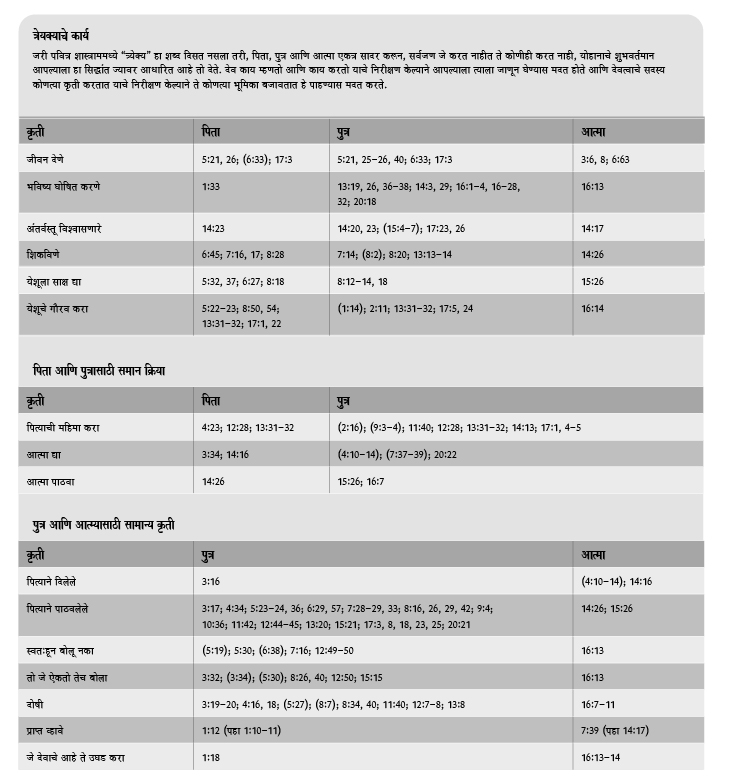 त्रेयक्याचे कार्य
जरी पवित्र शास्त्राममध्ये “त्र्येक्य” हा शब्द दिसत नसला तरी, पिता, पुत्र आणि आत्मा एकत्र सादर करून, सर्वजण जे करत नाहीत ते कोणीही करत नाही, योहानाचे शुभवर्तमान
आपल्याला हा सिद्धांत ज्यावर आधारित आहे तो देते. देव काय म्हणतो आणि काय करतो याचे निरीक्षण केल्याने आपल्याला त्याला जाणून घेण्यास मदत होते आणि देवत्वाचे सदस्य
कोणत्या कृती करतात याचे निरीक्षण केल्याने ते कोणत्या भूमिका बजावतात हे पाहण्यास मदत करते.
कृती पिता पुत्र आत्मा
जीवन देणे 5:21, 26; (6:33); 17:3 5:21, 25–26, 40; 6:33; 17:3 3:6, 8; 6:63
भविष्य घोषित करणे 1:33 13:19, 26, 36–38; 14:3, 29; 16:1–4, 16–28, 16:13
32; 20:18
अंतर्वस्तू विश्वासणारे 14:23 14:20, 23; (15:4–7); 17:23, 26 14:17
शिकविणे 6:45; 7:16, 17; 8:28 7:14; (8:2); 8:20; 13:13–14 14:26
येशूला साक्ष द्या 5:32, 37; 6:27; 8:18 8:12–14, 18 15:26
येशूचे गौरव करा 5:22–23; 8:50, 54; (1:14); 2:11; 13:31–32; 17:5, 24 16:14
13:31–32; 17:1, 22
पिता आणि पुत्रासाठी समान क्रिया
कृती पिता पुत्र
पित्याची महिमा करा 4:23; 12:28; 13:31–32 (2:16); (9:3–4); 11:40; 12:28; 13:31–32; 14:13; 17:1, 4–5
आत्मा द्या 3:34; 14:16 (4:10–14); (7:37–39); 20:22
आत्मा पाठवा 14:26 15:26; 16:7
पुत्र आणि आत्म्यासाठी सामान्य कृती
कृती पुत्र आत्मा
पित्याने दिलेले 3:16 (4:10–14); 14:16
पित्याने पाठवलेले 3:17; 4:34; 5:23–24, 36; 6:29, 57; 7:28–29, 33; 8:16, 26, 29, 42; 9:4; 14:26; 15:26
10:36; 11:42; 12:44–45; 13:20; 15:21; 17:3, 8, 18, 23, 25; 20:21
स्वत:हून बोलू नका (5:19); 5:30; (6:38); 7:16; 12:49–50 16:13
तो जे ऐकतो तेच बोला 3:32; (3:34); (5:30); 8:26, 40; 12:50; 15:15 16:13
दोषी 3:19–20; 4:16, 18; (5:27); (8:7); 8:34, 40; 11:40; 12:7–8; 13:8 16:7–11
प्राप्त व्हावे 1:12 (पहा 1:10–11) 7:39 (पहा 14:17)
जे देवाचे आहे ते उघड करा 1:18 16:13–14